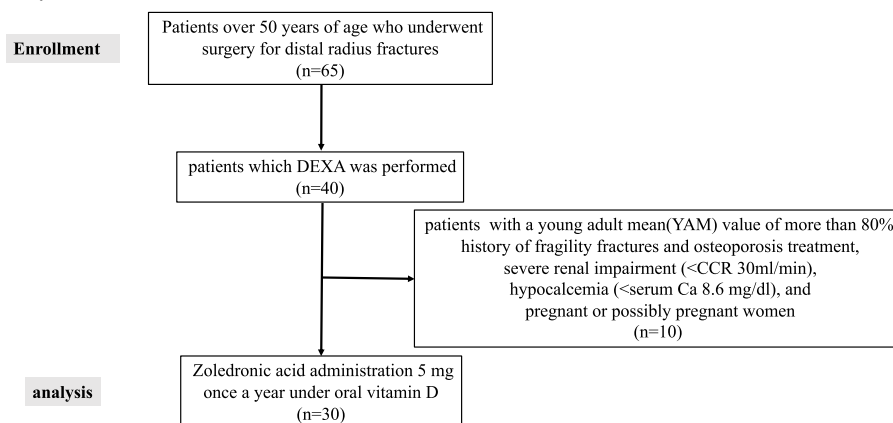 Enrollment
Patients over 50 years of age who underwent
surgery for distal radius fractures
(n=65)
patients which DEXA was performed
(n=40)
patients with a young adult mean(YAM) value of more than 80%
history of fragility fractures and osteoporosis treatment,
severe renal impairment (<CCR 30ml/min),
hypocalcemia (<serum Ca 8.6 mg/dl), and
pregnant or possibly pregnant women
(n=10)
analysis
Zoledronic acid administration 5 mg
once a year under oral vitamin D
(n=30)